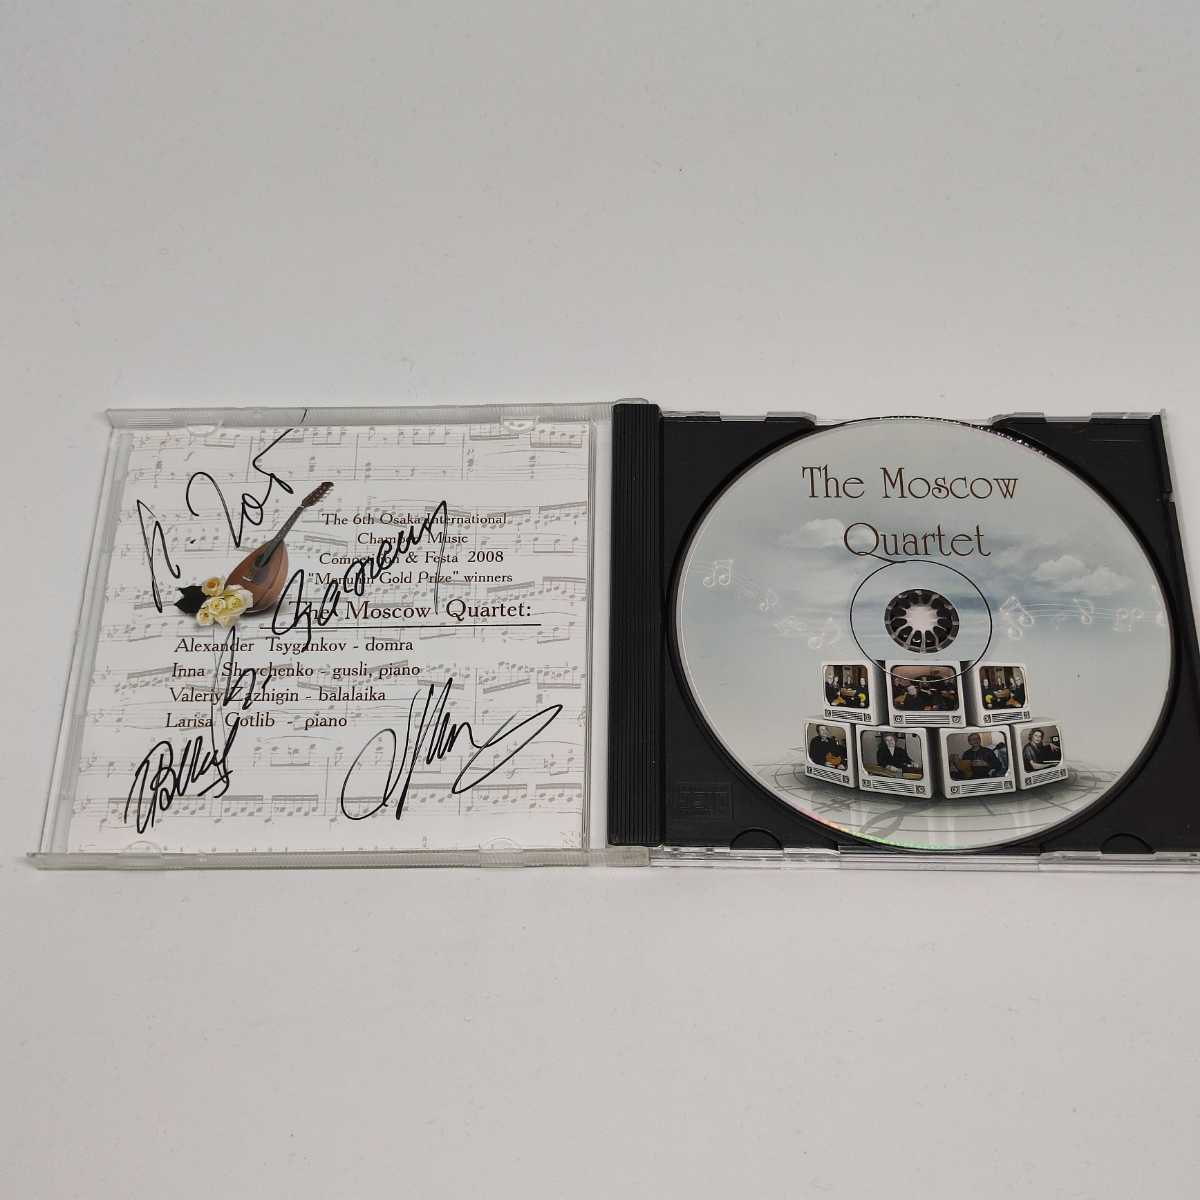 The 6th Osaka International
Chamber Music
Competition & Festa 2008
"Menuhin Gold Prize" winners
The Moscow Quartet:
Alexander Tsygankov - domra
Inna Shevchenko - gusli, piano
Valeriy Zazhigin - balalaika
Larisa Gotlib - piano
The Moscow
Quartet